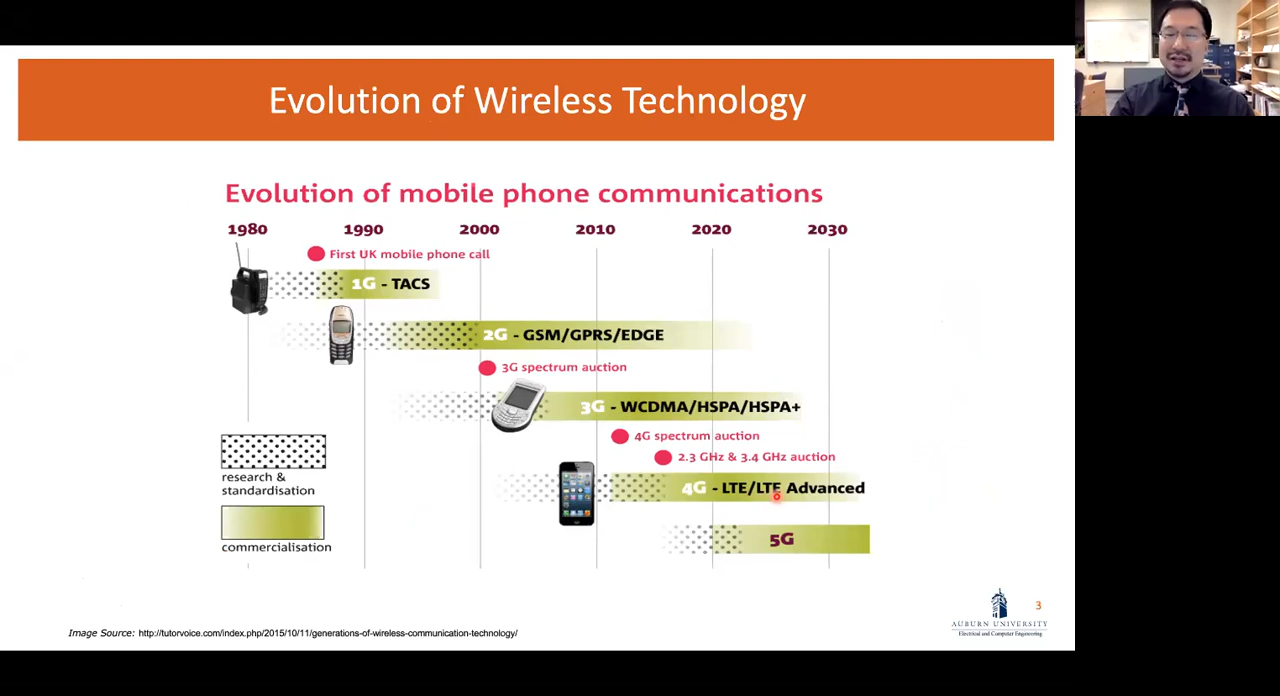 Evolution of Wireless Technology
Evolution of mobile phone communications
1980 1990 2000 2010 2020 2030
First UK mobile phone call
1G - TACS
2G - GSM/GPRS/EDGE
3G spectrum auction
3G - WCDMA/HSPA/HSPA+
4G spectrum auction
2.3 GHz & 3.4 GHz auction
research &
standardisation
4G - LTE/LTE Advanced
commercialisation
5G
3
AUBURN UNIVERSITY
Electrical and Computer Engineering
Image Source: http://tutorvoice.com/index.php/2015/10/11/generations-of-wireless-communication-technology/